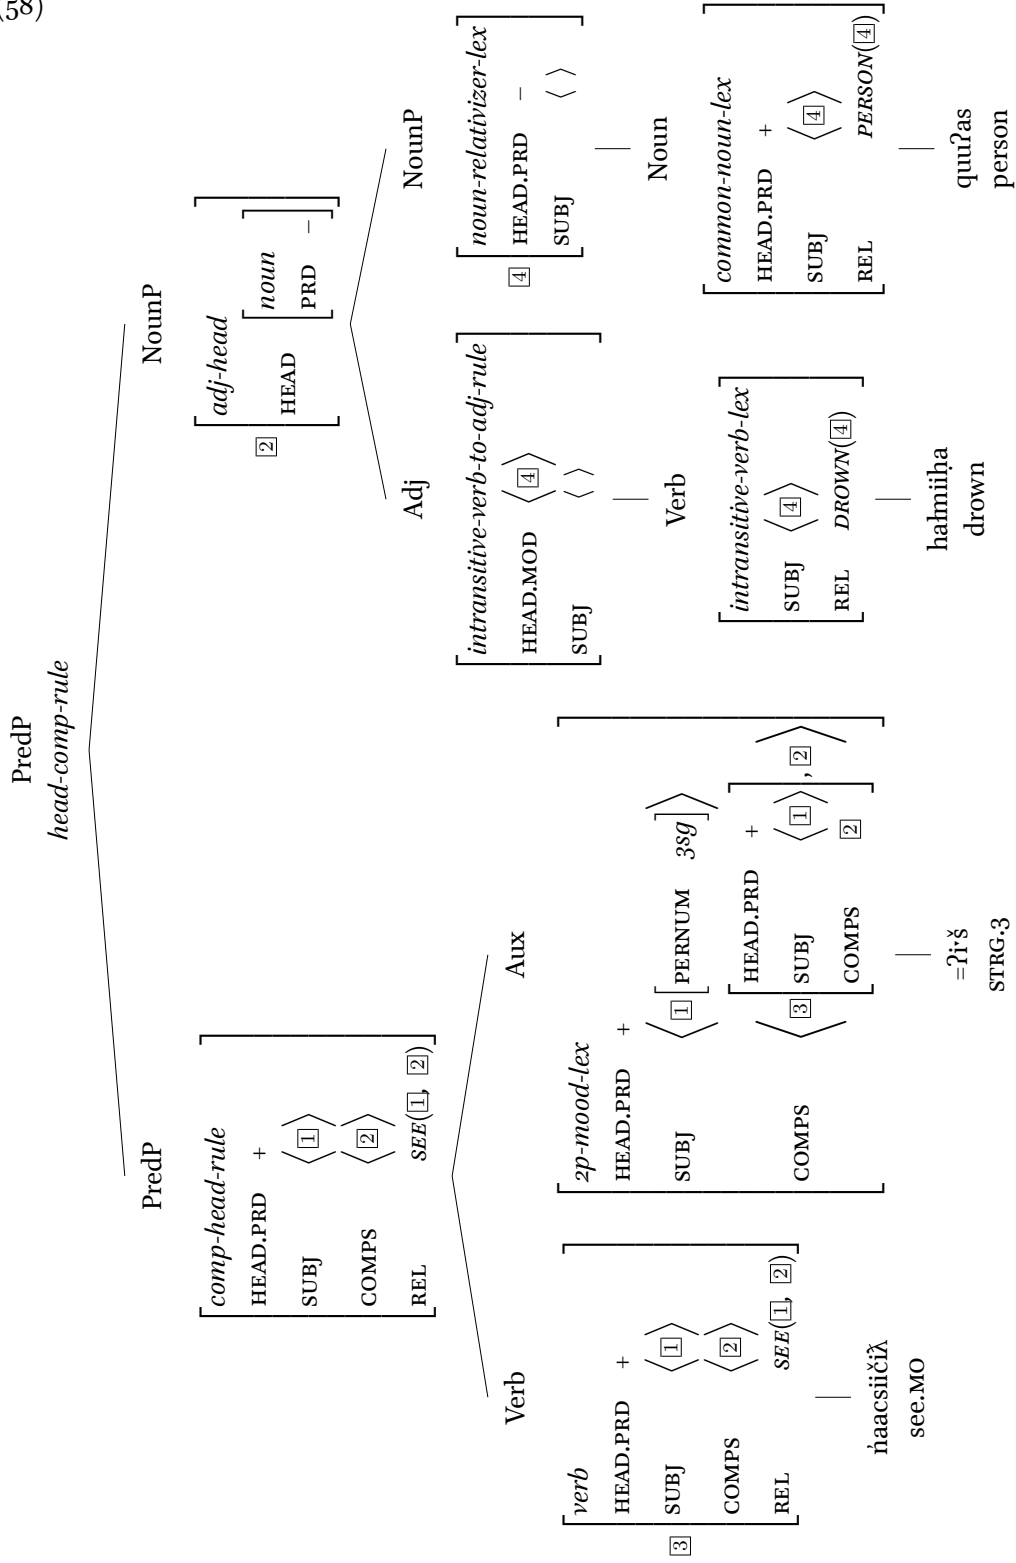 (58)
PredP
head-comp-rule
PredP
comp-head-rule
HEAD.PRD +
SUBJ ⟨1⟩
COMPS ⟨2⟩
REL SEE(1, 2)
Verb
3
verb
HEAD.PRD +
SUBJ ⟨1⟩
COMPS ⟨2⟩
REL SEE(1, 2)
n̓aacsiičiƛ
see.MO
Aux
2p-mood-lex
HEAD.PRD +
SUBJ ⟨1 [PERNUM 3sg]⟩
COMPS ⟨3 [HEAD.PRD + SUBJ ⟨1⟩ COMPS 2], 2⟩
=ʔi·š
STRG.3
NounP
2
adj-head
HEAD [noun PRD −]
Adj
intransitive-verb-to-adj-rule
HEAD.MOD ⟨4⟩
SUBJ ⟨ ⟩
Verb
intransitive-verb-lex
SUBJ ⟨4⟩
REL DROWN(4)
hałmiiḥa
drown
NounP
4
noun-relativizer-lex
HEAD.PRD −
SUBJ ⟨ ⟩
Noun
common-noun-lex
HEAD.PRD +
SUBJ ⟨4⟩
REL PERSON(4)
quuʔas
person